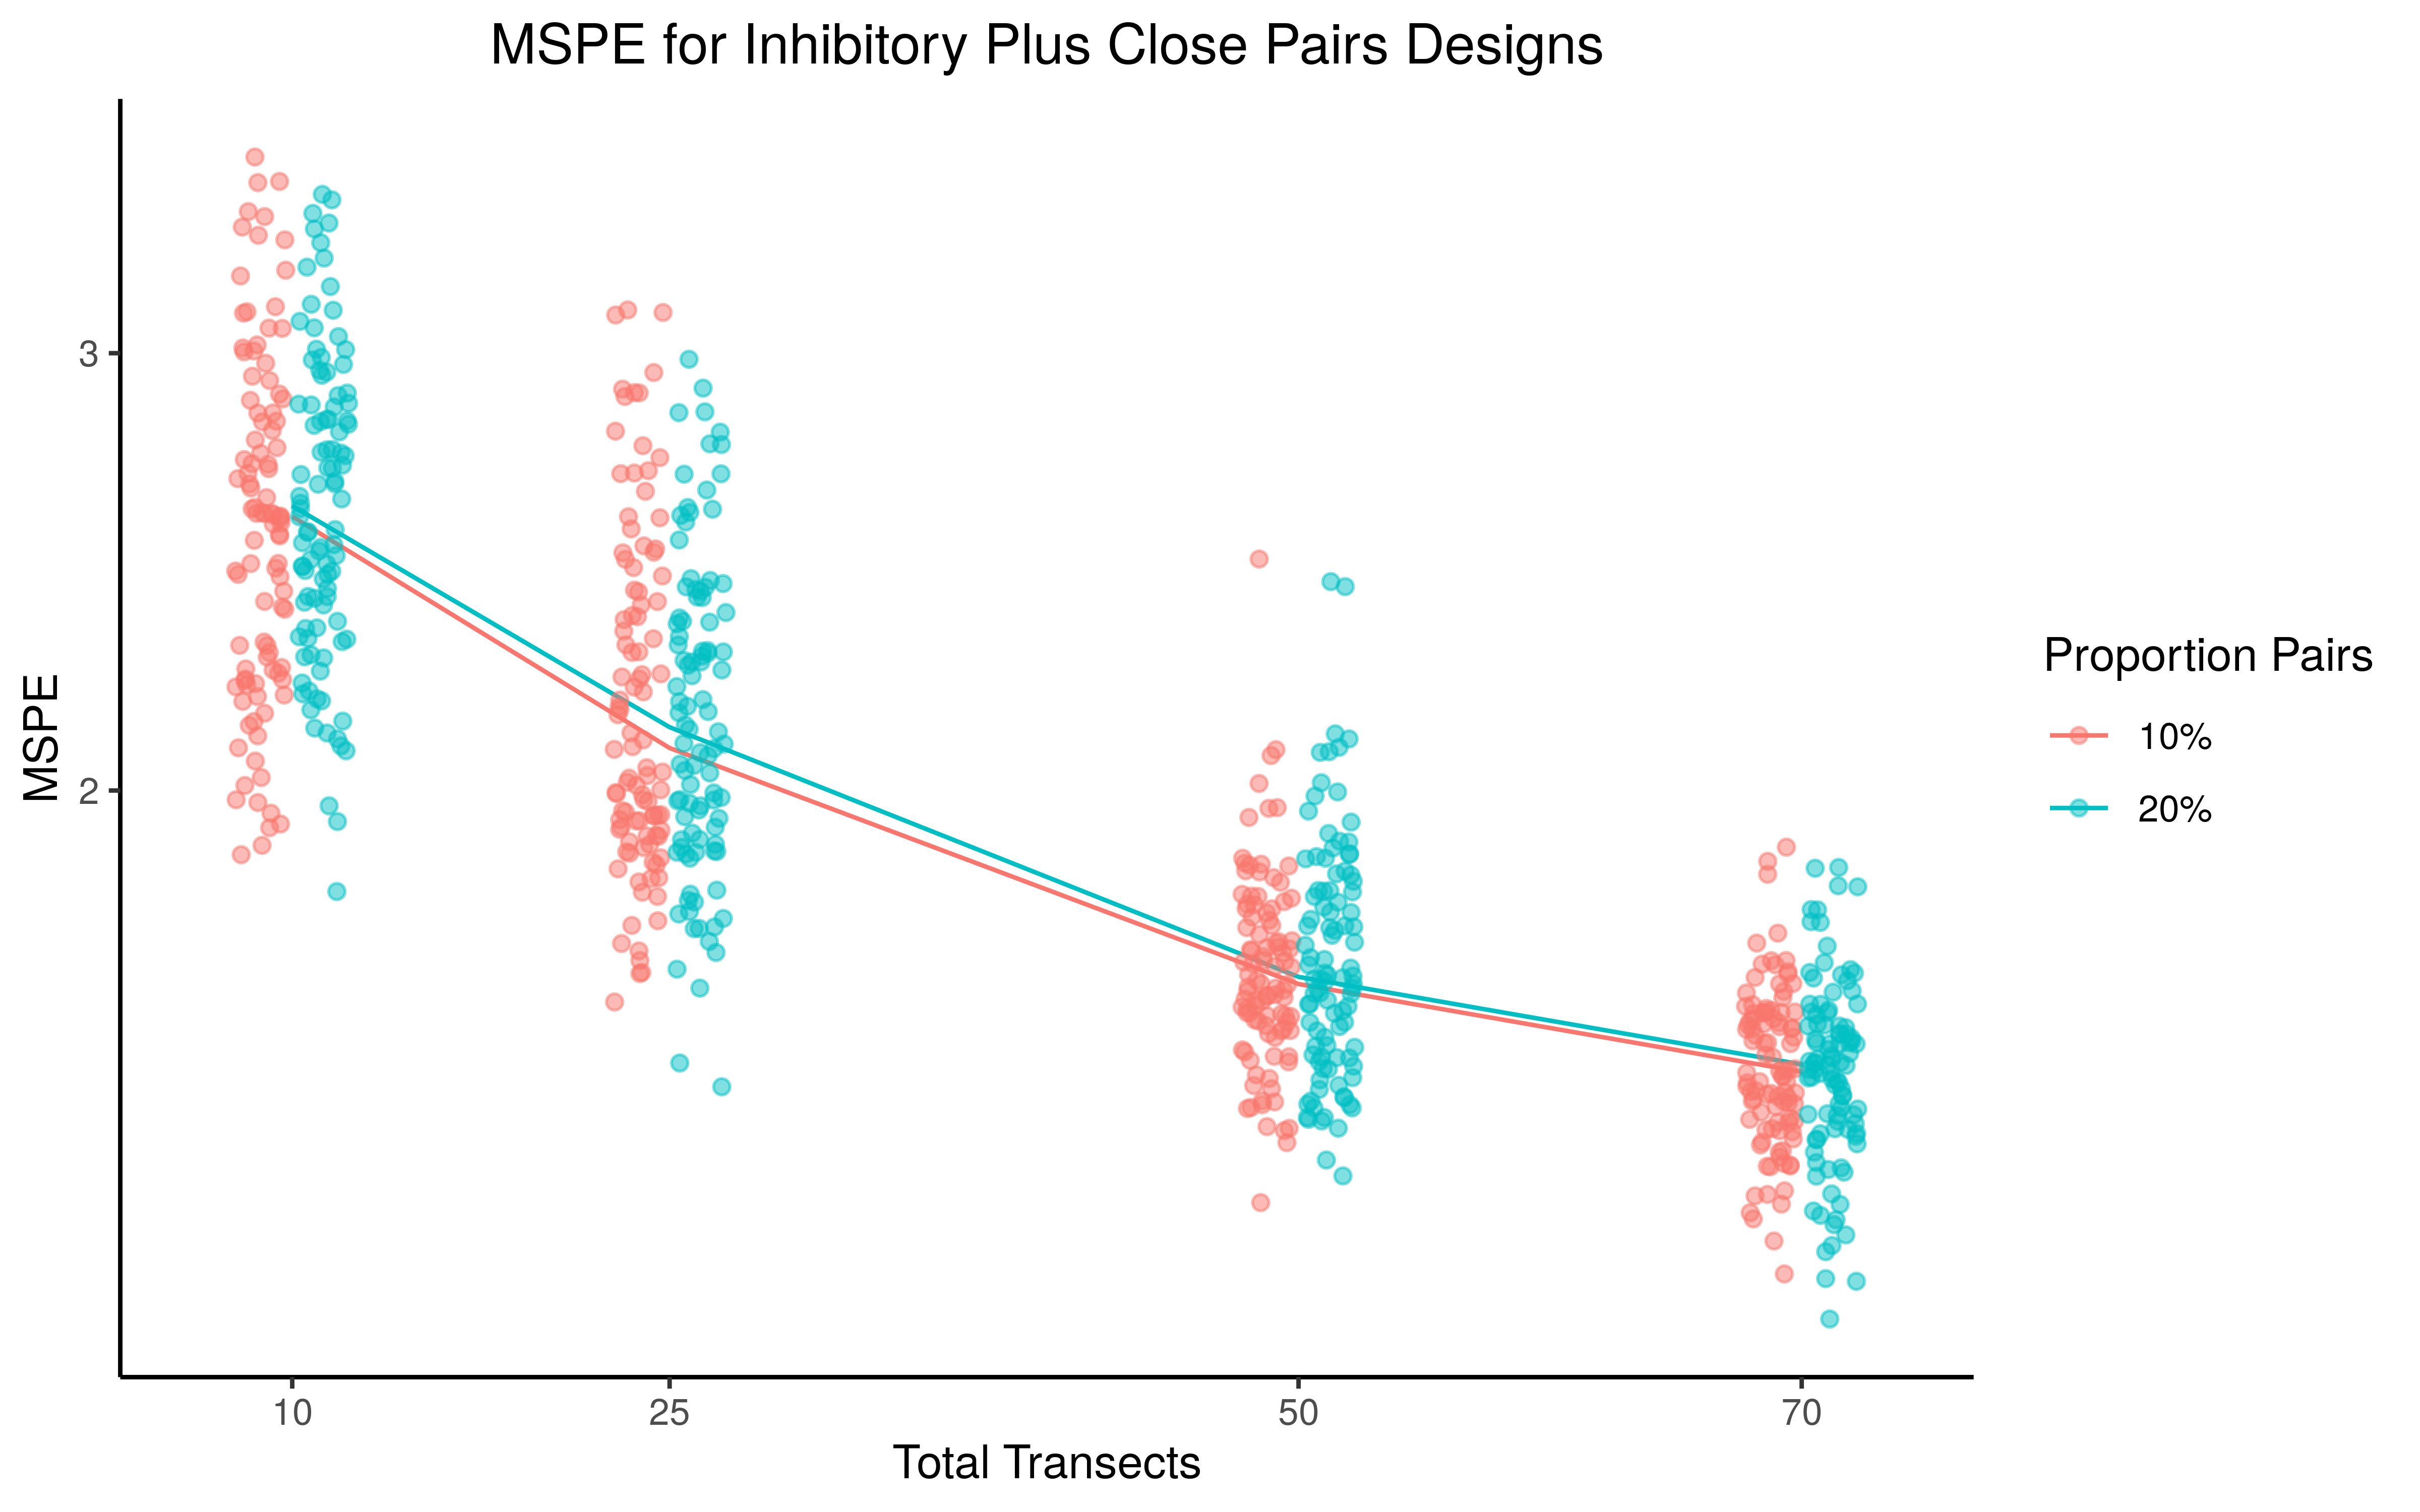 MSPE for Inhibitory Plus Close Pairs Designs
MSPE
3
2
10
25
50
70
Total Transects
Proportion Pairs
10%
20%